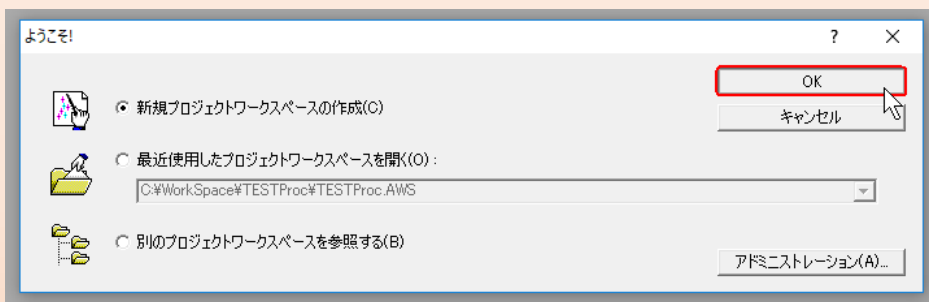 ようこそ!
?
OK
新規プロジェクトワークスペースの作成(C)
キャンセル
最近使用したプロジェクトワークスペースを開く(O) :
C:¥WorkSpace¥TESTProc¥TESTProc.AWS
別のプロジェクトワークスペースを参照する(B)
アドミニストレーション(A)...